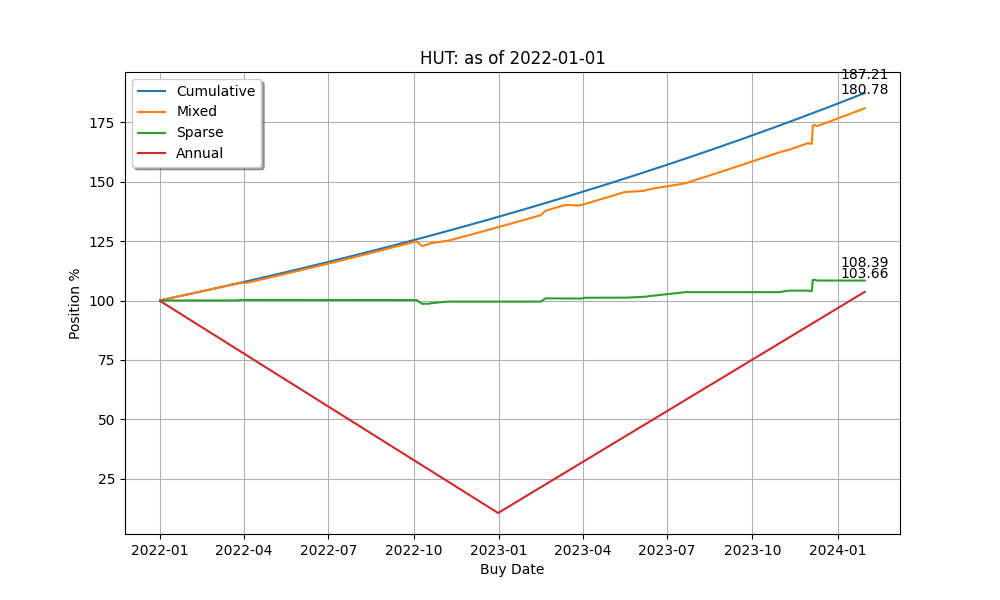 HUT: as of 2022-01-01
Cumulative
Mixed
Sparse
Annual
187.21
180.78
108.39
103.66
Position %
175
150
125
100
75
50
25
2022-01 2022-04 2022-07 2022-10 2023-01 2023-04 2023-07 2023-10 2024-01
Buy Date